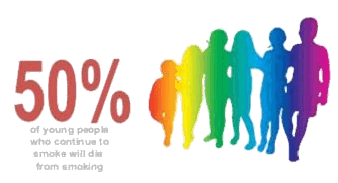 50%
of young people
who continue to
smoke will die
from smoking